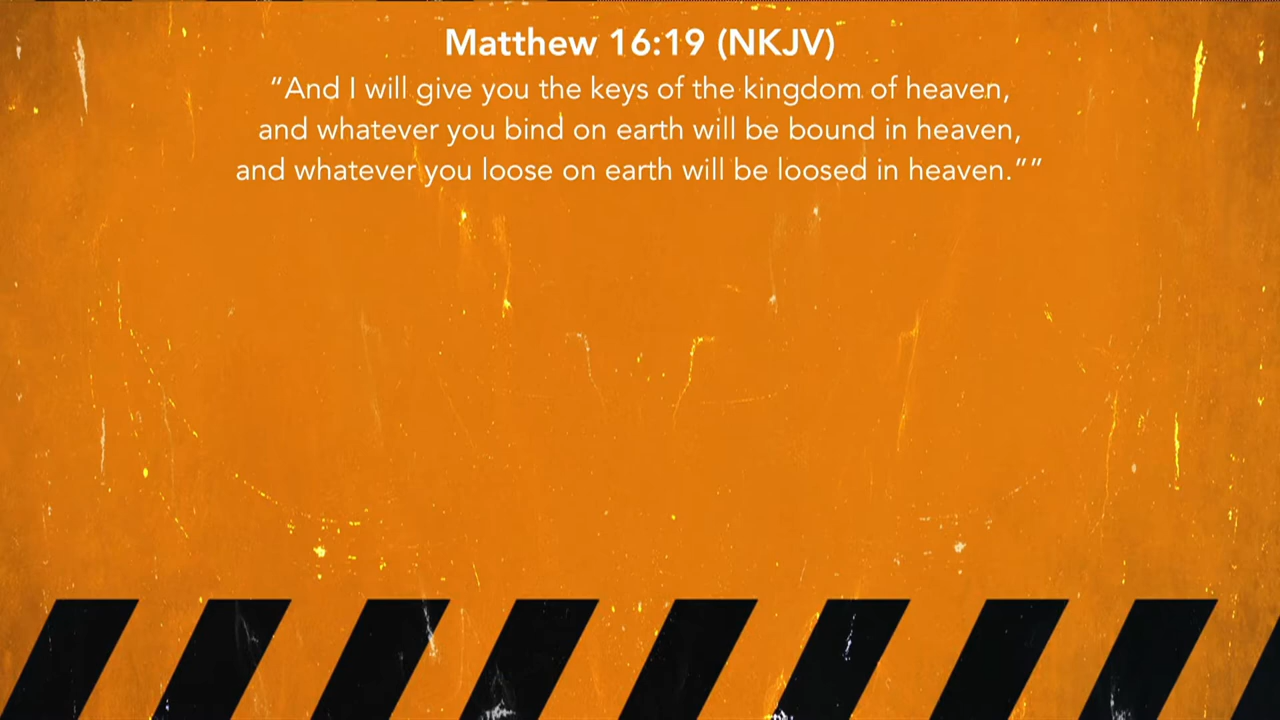 Matthew 16:19 (NKJV)
“And I will give you the keys of the kingdom of heaven,
and whatever you bind on earth will be bound in heaven,
and whatever you loose on earth will be loosed in heaven.””